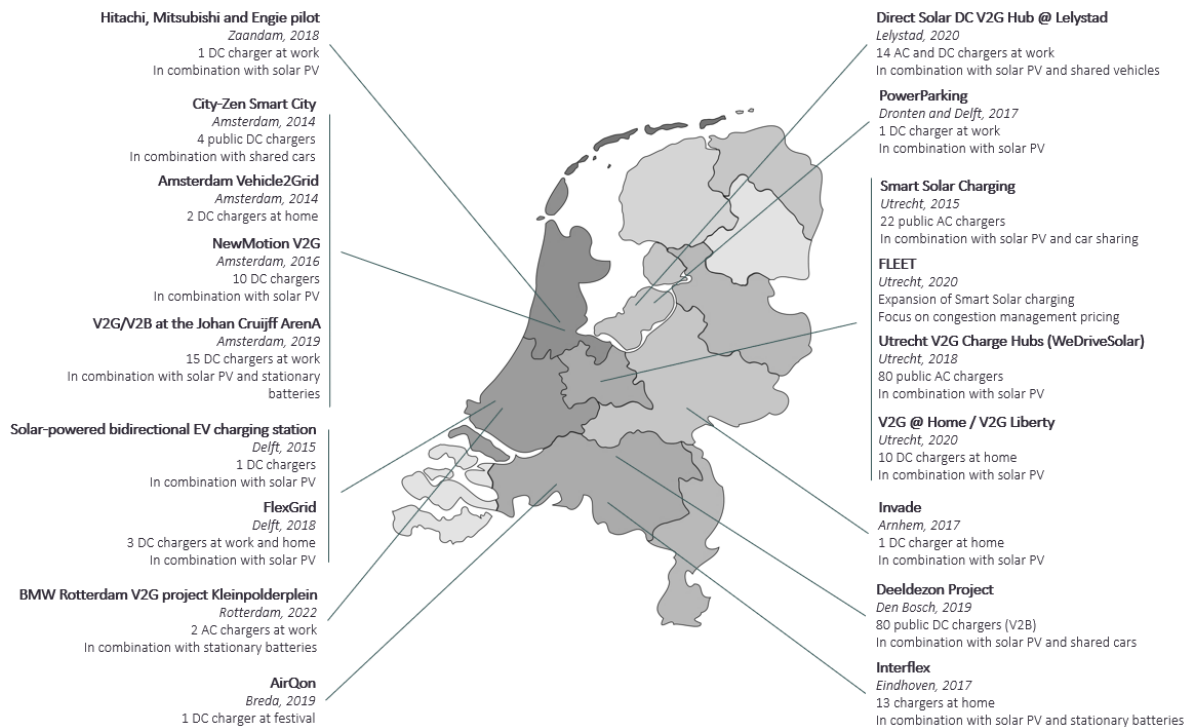 Hitachi, Mitsubishi and Engie pilot
Zaandam, 2018
1 DC charger at work
In combination with solar PV
City-Zen Smart City
Amsterdam, 2014
4 public DC chargers
In combination with shared cars
Amsterdam Vehicle2Grid
Amsterdam, 2014
2 DC chargers at home
NewMotion V2G
Amsterdam, 2016
10 DC chargers
In combination with solar PV
V2G/V2B at the Johan Cruijff ArenA
Amsterdam, 2019
15 DC chargers at work
In combination with solar PV and stationary
batteries
Solar-powered bidirectional EV charging station
Delft, 2015
1 DC chargers
In combination with solar PV
FlexGrid
Delft, 2018
3 DC chargers at work and home
In combination with solar PV
BMW Rotterdam V2G project Kleinpolderplein
Rotterdam, 2022
2 AC chargers at work
In combination with stationary batteries
AirQon
Breda, 2019
1 DC charger at festival
Direct Solar DC V2G Hub @ Lelystad
Lelystad, 2020
14 AC and DC chargers at work
In combination with solar PV and shared vehicles
PowerParking
Dronten and Delft, 2017
1 DC charger at work
In combination with solar PV
Smart Solar Charging
Utrecht, 2015
22 public AC chargers
In combination with solar PV and car sharing
FLEET
Utrecht, 2020
Expansion of Smart Solar charging
Focus on congestion management pricing
Utrecht V2G Charge Hubs (WeDriveSolar)
Utrecht, 2018
80 public AC chargers
In combination with solar PV
V2G @ Home / V2G Liberty
Utrecht, 2020
10 DC chargers at home
In combination with solar PV
Invade
Arnhem, 2017
1 DC charger at home
In combination with solar PV
Deeldezon Project
Den Bosch, 2019
80 public DC chargers (V2B)
In combination with solar PV and shared cars
Interflex
Eindhoven, 2017
13 chargers at home
In combination with solar PV and stationary batteries